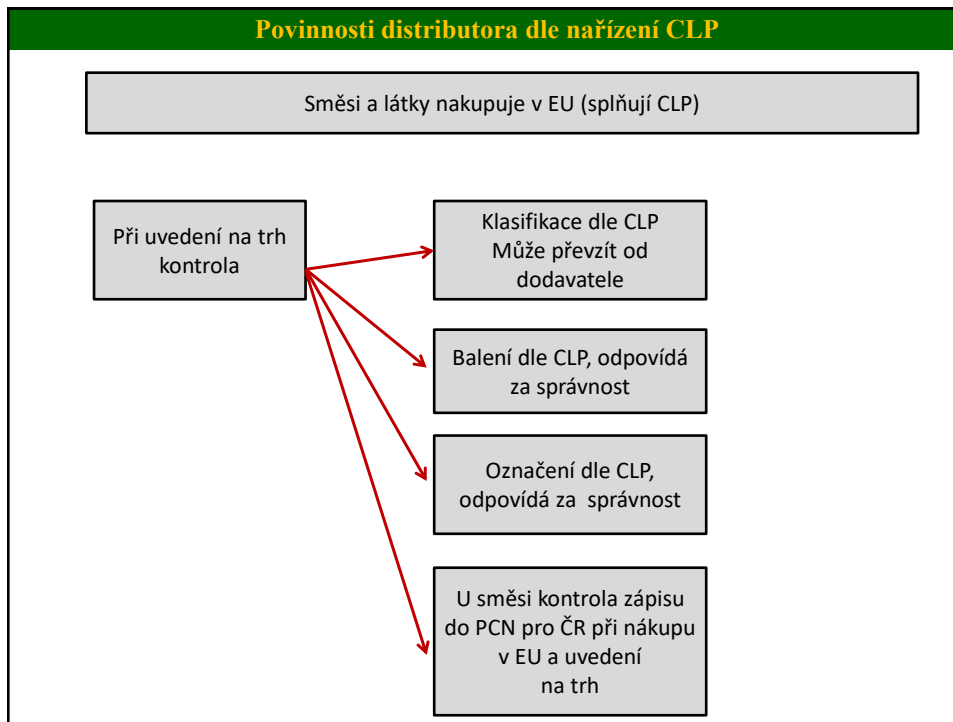 Povinnosti distributora dle nařízení CLP
Směsi a látky nakupuje v EU (splňují CLP)
Při uvedení na trh
kontrola
Klasifikace dle CLP
Může převzít od
dodavatele
Balení dle CLP, odpovídá
za správnost
Označení dle CLP,
odpovídá za  správnost
U směsi kontrola zápisu
do PCN pro ČR při nákupu
v EU a uvedení
na trh